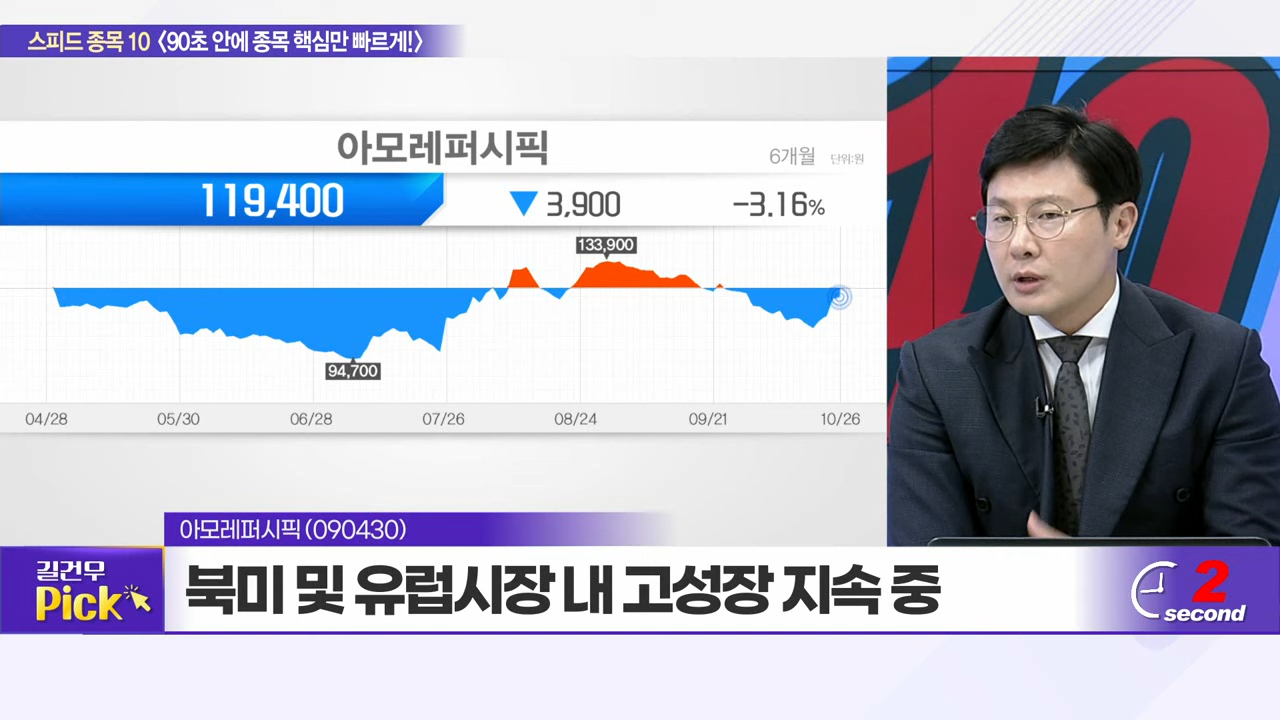 스피드 종목 10 〈90초 안에 종목 핵심만 빠르게!〉
아모레퍼시픽
6개월 단위:원
119,400 ▼ 3,900 -3.16%
133,900
94,700
04/28 05/30 06/28 07/26 08/24 09/21 10/26
아모레퍼시픽(090430)
길건무
Pick
북미 및 유럽시장 내 고성장 지속 중
2
second